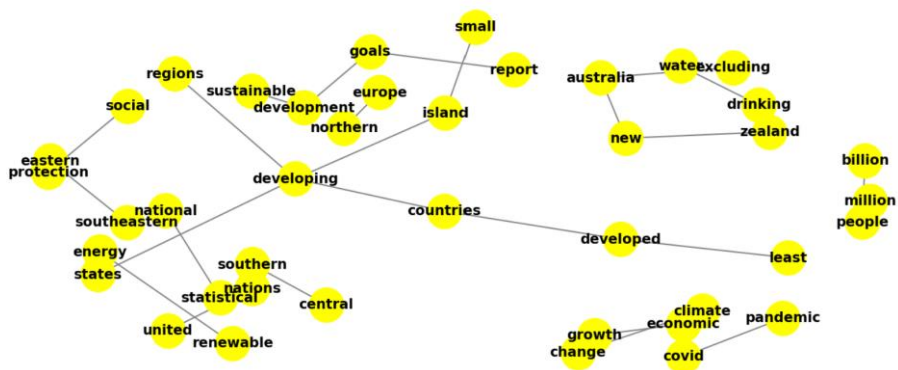 small
goals
water
excluding
regions
report
australia
sustainable
europe
social
development
drinking
island
northern
zealand
new
eastern
billion
protection
developing
million
national
countries
people
southeastern
developed
energy
least
southern
states
nations
statistical
central
climate
pandemic
economic
united
growth
renewable
change
covid